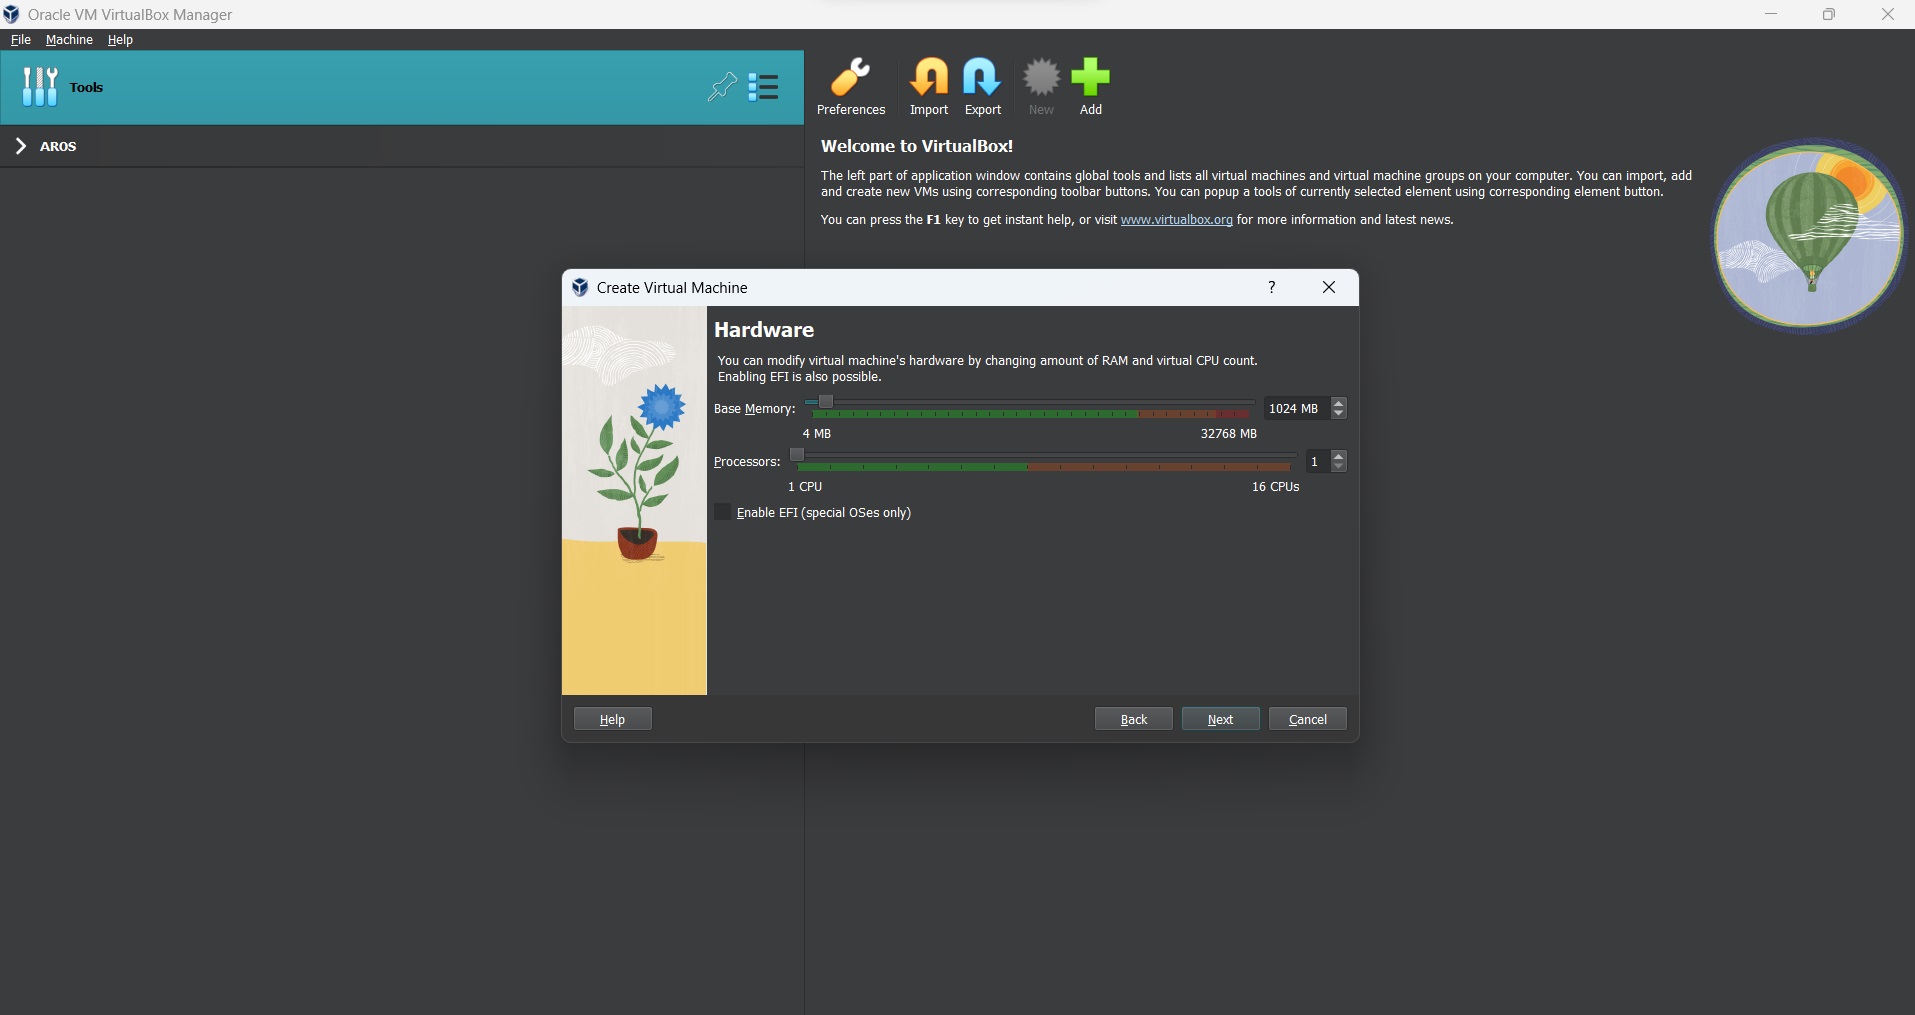 Oracle VM VirtualBox Manager
File Machine Help
Tools
Preferences Import Export New Add
AROS
Welcome to VirtualBox!
The left part of application window contains global tools and lists all virtual machines and virtual machine groups on your computer. You can import, add
and create new VMs using corresponding toolbar buttons. You can popup a tools of currently selected element using corresponding element button.
You can press the F1 key to get instant help, or visit www.virtualbox.org for more information and latest news.
Create Virtual Machine ?
Hardware
You can modify virtual machine's hardware by changing amount of RAM and virtual CPU count.
Enabling EFI is also possible.
Base Memory: 1024 MB
4 MB 32768 MB
Processors: 1
1 CPU 16 CPUs
Enable EFI (special OSes only)
Help Back Next Cancel